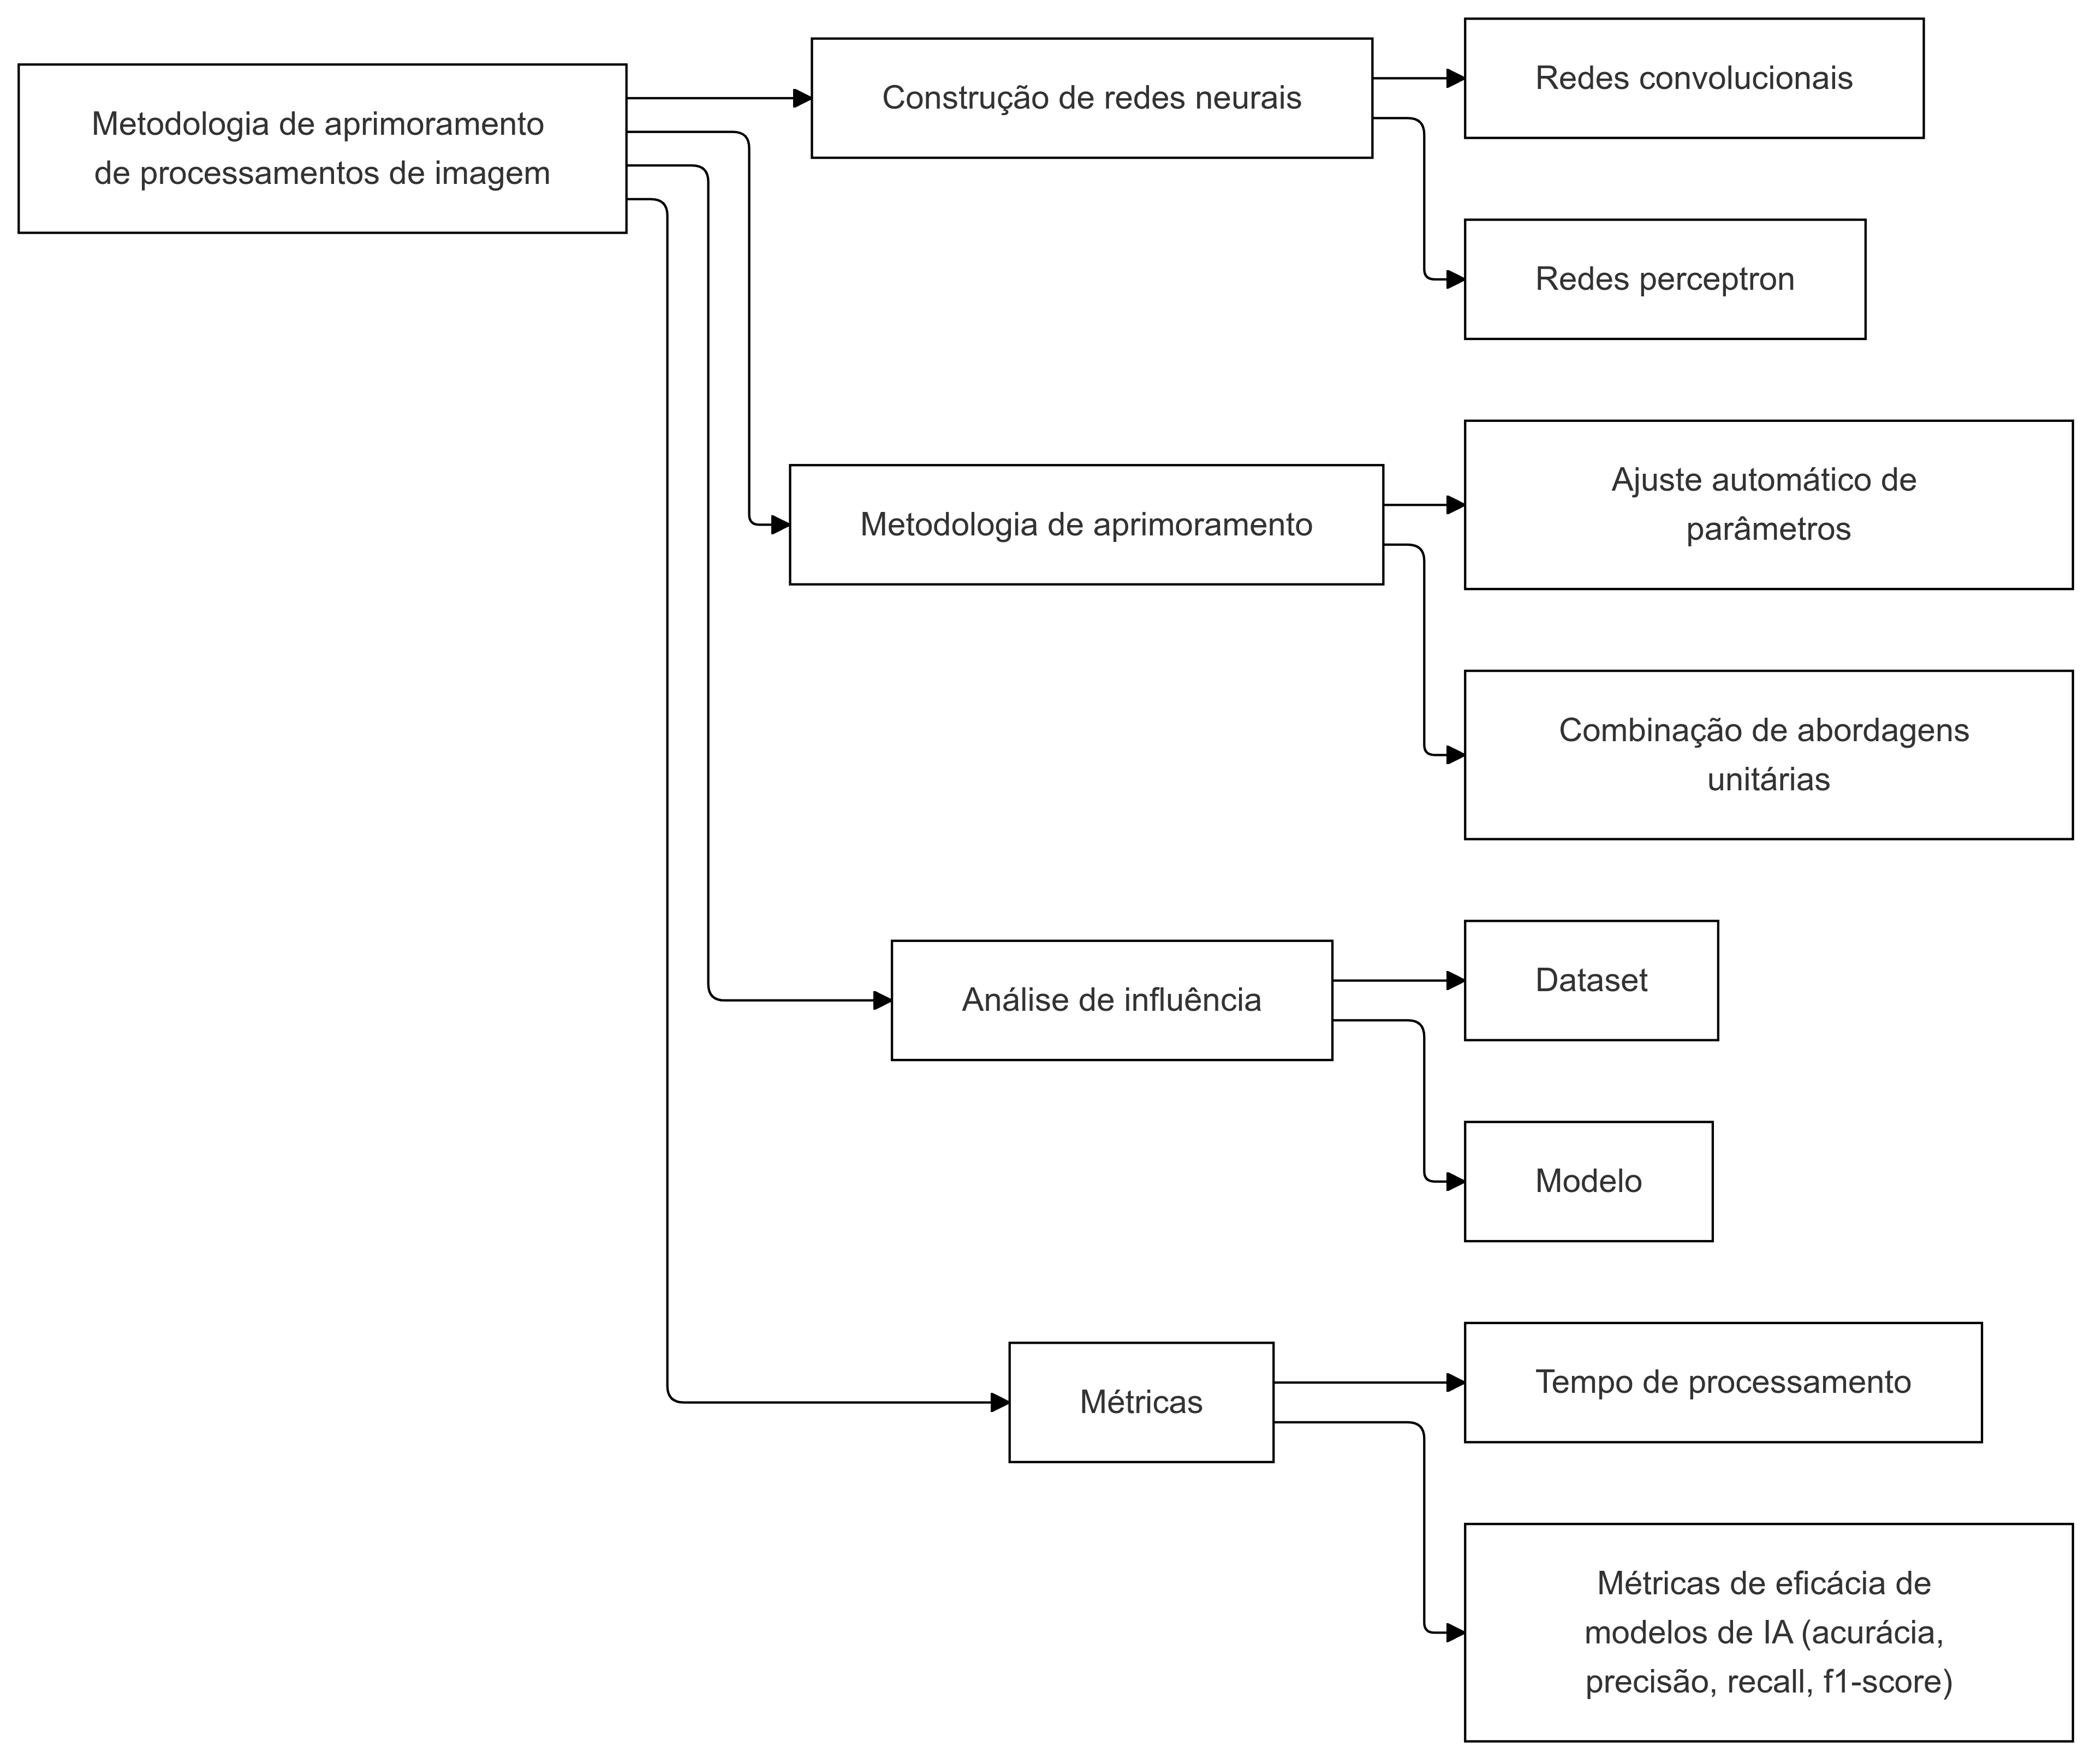 Metodologia de aprimoramento
de processamentos de imagem
Construção de redes neurais
Redes convolucionais
Redes perceptron
Metodologia de aprimoramento
Ajuste automático de
parâmetros
Combinação de abordagens
unitárias
Análise de influência
Dataset
Modelo
Métricas
Tempo de processamento
Métricas de eficácia de
modelos de IA (acurácia,
precisão, recall, f1-score)